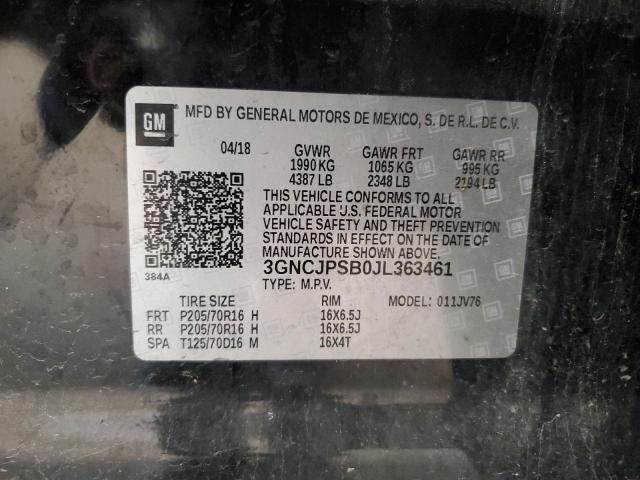 GM MFD BY GENERAL MOTORS DE MEXICO, S. DE R.L. DE C.V.
04/18 GVWR GAWR FRT GAWR RR
1990 KG 1065 KG 995 KG
4387 LB 2348 LB 2194 LB
THIS VEHICLE CONFORMS TO ALL
APPLICABLE U.S. FEDERAL MOTOR
VEHICLE SAFETY AND THEFT PREVENTION
STANDARDS IN EFFECT ON THE DATE
OF MANUFACTURE SHOWN ABOVE.
384A 3GNCJPSB0JL363461
TYPE: M.P.V.
TIRE SIZE RIM MODEL: 011JV76
FRT P205/70R16 H 16X6.5J
RR P205/70R16 H 16X6.5J
SPA T125/70D16 M 16X4T